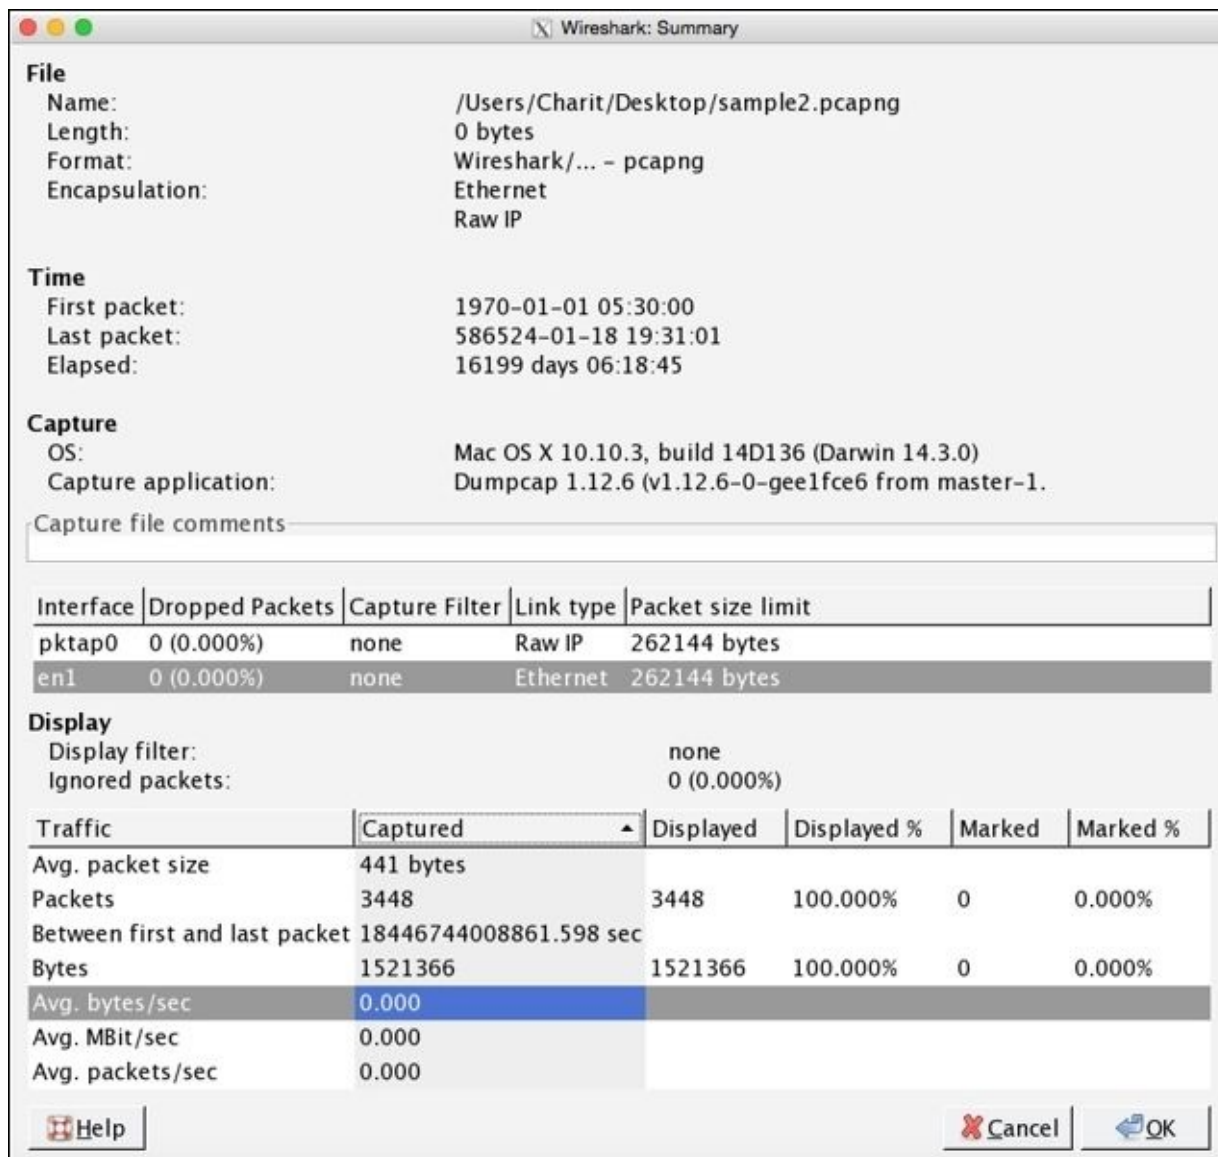 Wireshark: Summary
File
Name: /Users/Charit/Desktop/sample2.pcapng
Length: 0 bytes
Format: Wireshark/... – pcapng
Encapsulation: Ethernet
Raw IP
Time
First packet: 1970-01-01 05:30:00
Last packet: 586524-01-18 19:31:01
Elapsed: 16199 days 06:18:45
Capture
OS: Mac OS X 10.10.3, build 14D136 (Darwin 14.3.0)
Capture application: Dumpcap 1.12.6 (v1.12.6-0-gee1fce6 from master-1.
Capture file comments
Interface Dropped Packets Capture Filter Link type Packet size limit
pktap0 0 (0.000%) none Raw IP 262144 bytes
en1 0 (0.000%) none Ethernet 262144 bytes
Display
Display filter: none
Ignored packets: 0 (0.000%)
Traffic Captured Displayed Displayed % Marked Marked %
Avg. packet size 441 bytes
Packets 3448 3448 100.000% 0 0.000%
Between first and last packet 18446744008861.598 sec
Bytes 1521366 1521366 100.000% 0 0.000%
Avg. bytes/sec 0.000
Avg. MBit/sec 0.000
Avg. packets/sec 0.000
Help Cancel OK